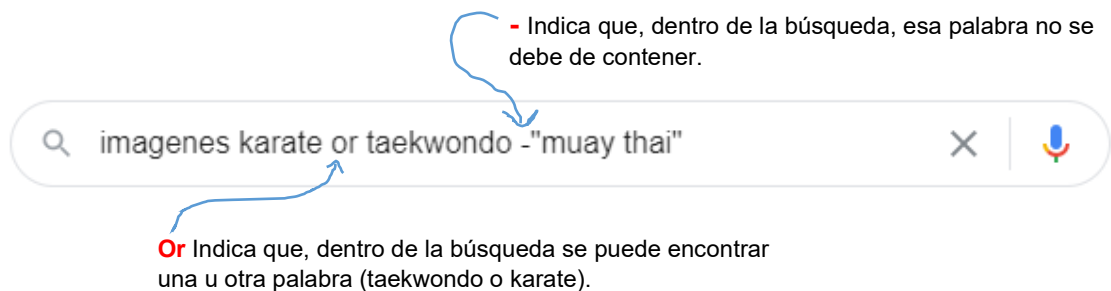 - Indica que, dentro de la búsqueda, esa palabra no se
debe de contener.
imagenes karate or taekwondo -"muay thai"
Or Indica que, dentro de la búsqueda se puede encontrar
una u otra palabra (taekwondo o karate).